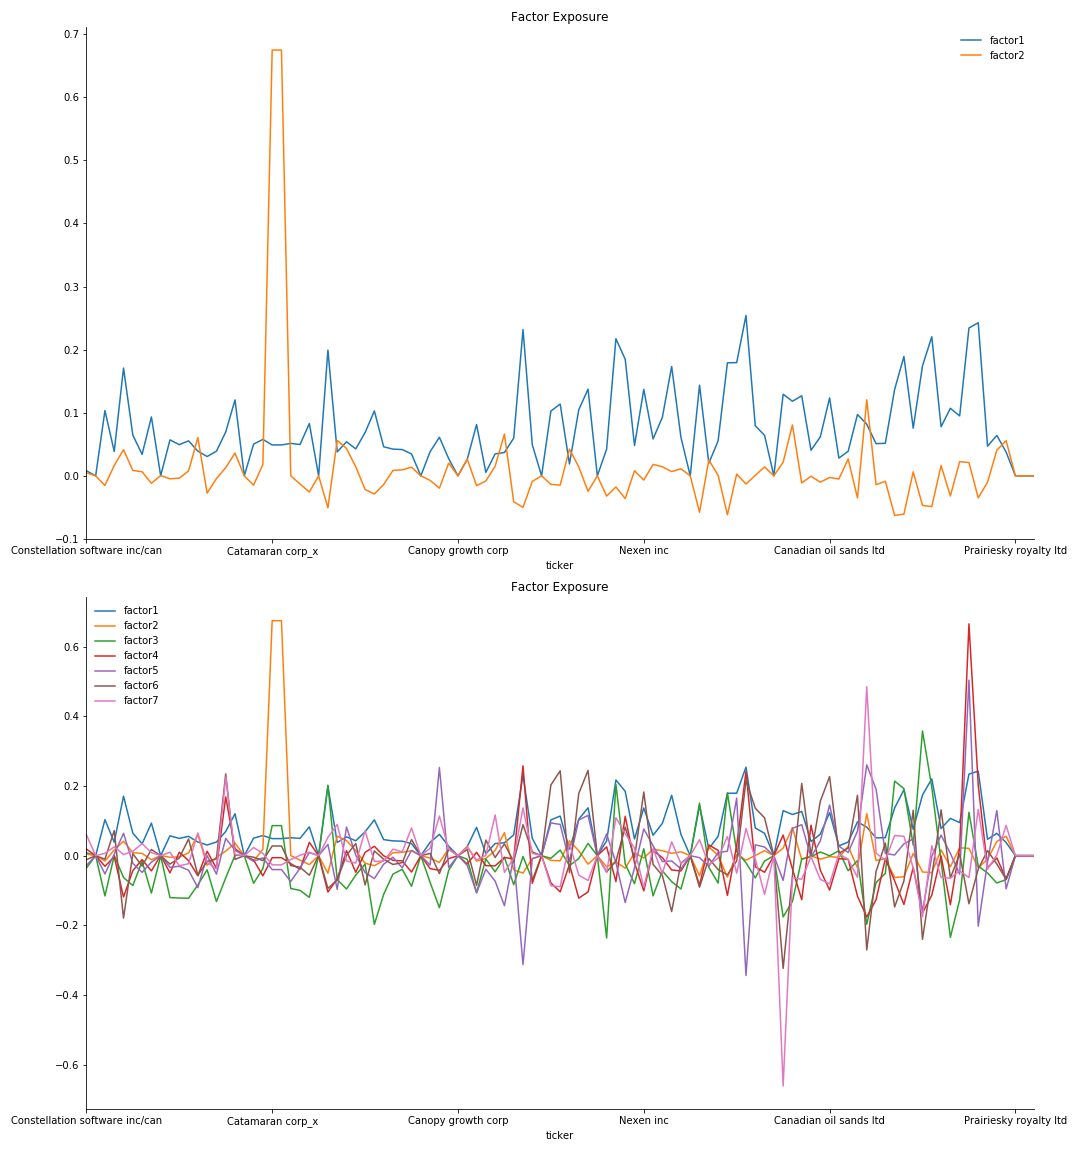 Factor Exposure
0.7
0.6
0.5
0.4
0.3
0.2
0.1
0.0
−0.1
factor1
factor2
Constellation software inc/can Catamaran corp_x Canopy growth corp Nexen inc Canadian oil sands ltd Prairiesky royalty ltd
ticker
Factor Exposure
factor1
factor2
factor3
factor4
factor5
factor6
factor7
0.6
0.4
0.2
0.0
−0.2
−0.4
−0.6
Constellation software inc/can Catamaran corp_x Canopy growth corp Nexen inc Canadian oil sands ltd Prairiesky royalty ltd
ticker